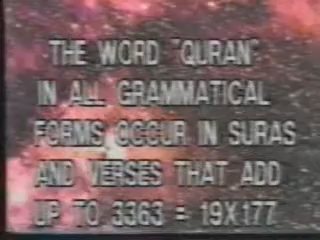 THE WORD "QURAN"
IN ALL GRAMMATICAL
FORMS OCCUR IN SURAS
AND VERSES THAT ADD
UP TO 3363 = 19X177